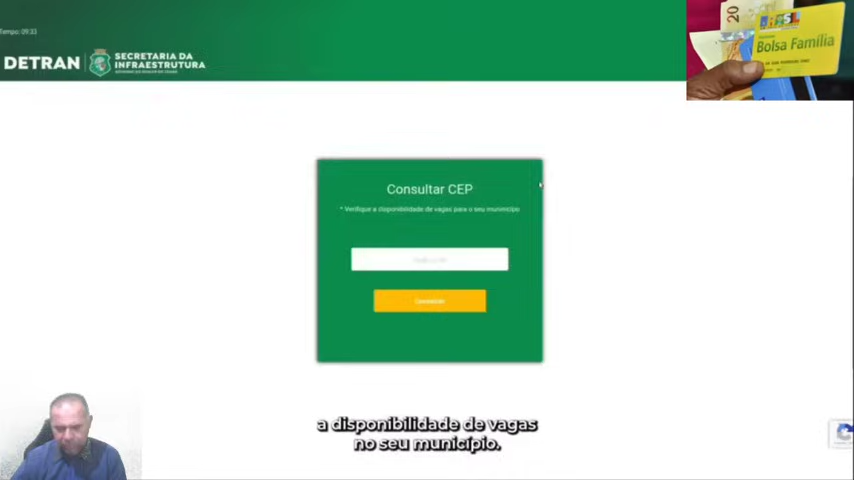 Tempo: 09:33
DETRAN
SECRETARIA DA
INFRAESTRUTURA
20
Bolsa Família
Consultar CEP
* Verifique a disponibilidade de vagas para o seu município
Consultar
a disponibilidade de vagas
no seu município.